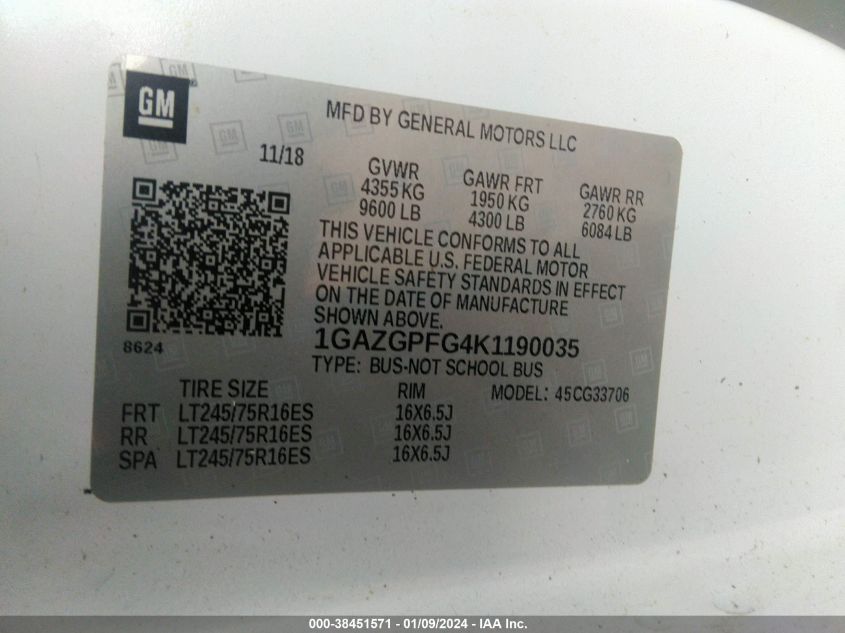 GM
MFD BY GENERAL MOTORS LLC
11/18
GVWR GAWR FRT GAWR RR
4355 KG 1950 KG 2760 KG
9600 LB 4300 LB 6084 LB
THIS VEHICLE CONFORMS TO ALL
APPLICABLE U.S. FEDERAL MOTOR
VEHICLE SAFETY STANDARDS IN EFFECT
ON THE DATE OF MANUFACTURE
SHOWN ABOVE.
8624
1GAZGPFG4K1190035
TYPE: BUS-NOT SCHOOL BUS
TIRE SIZE RIM MODEL: 45CG33706
FRT LT245/75R16ES 16X6.5J
RR LT245/75R16ES 16X6.5J
SPA LT245/75R16ES 16X6.5J
000-38451571 - 01/09/2024 - IAA Inc.